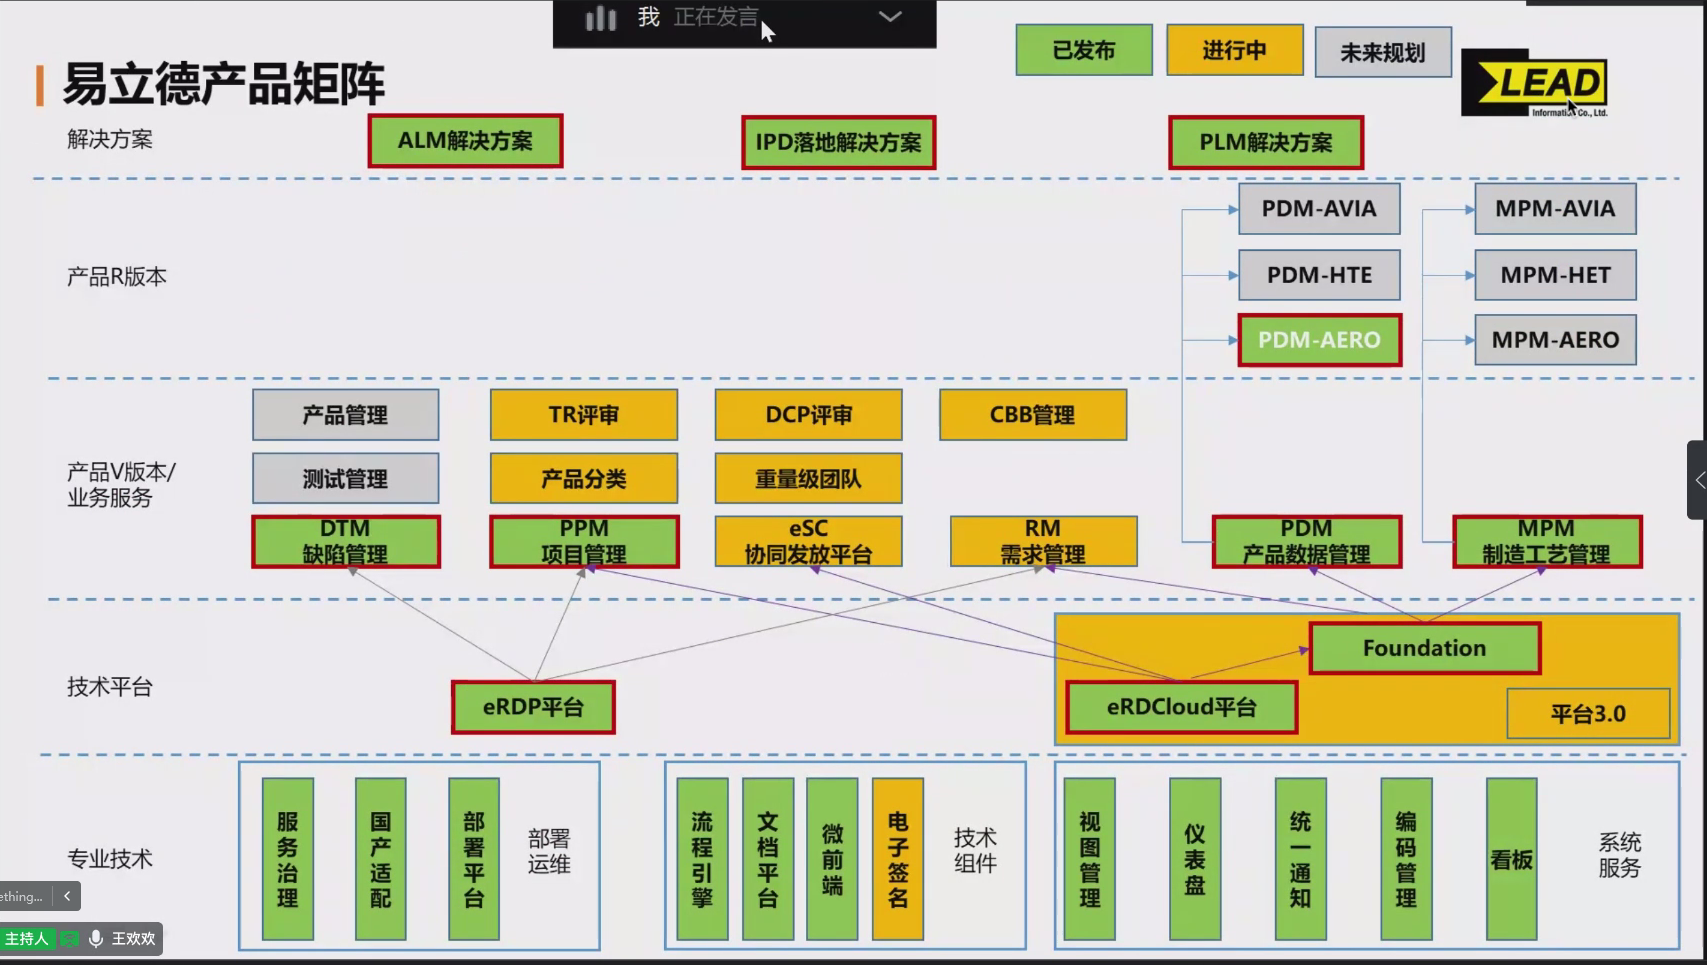 我 正在发言
已发布
进行中
未来规划
易立德产品矩阵
LEAD
Information Co., Ltd.
解决方案
ALM解决方案
IPD落地解决方案
PLM解决方案
产品R版本
PDM-AVIA
MPM-AVIA
PDM-HTE
MPM-HET
PDM-AERO
MPM-AERO
产品V版本/
业务服务
产品管理
TR评审
DCP评审
CBB管理
测试管理
产品分类
重量级团队
DTM
缺陷管理
PPM
项目管理
eSC
协同发放平台
RM
需求管理
PDM
产品数据管理
MPM
制造工艺管理
技术平台
eRDP平台
Foundation
eRDCloud平台
平台3.0
专业技术
服务治理
国产适配
部署平台
部署
运维
流程引擎
文档平台
微前端
电子签名
技术
组件
视图管理
仪表盘
统一通知
编码管理
看板
系统
服务
ething...
主持人
王欢欢